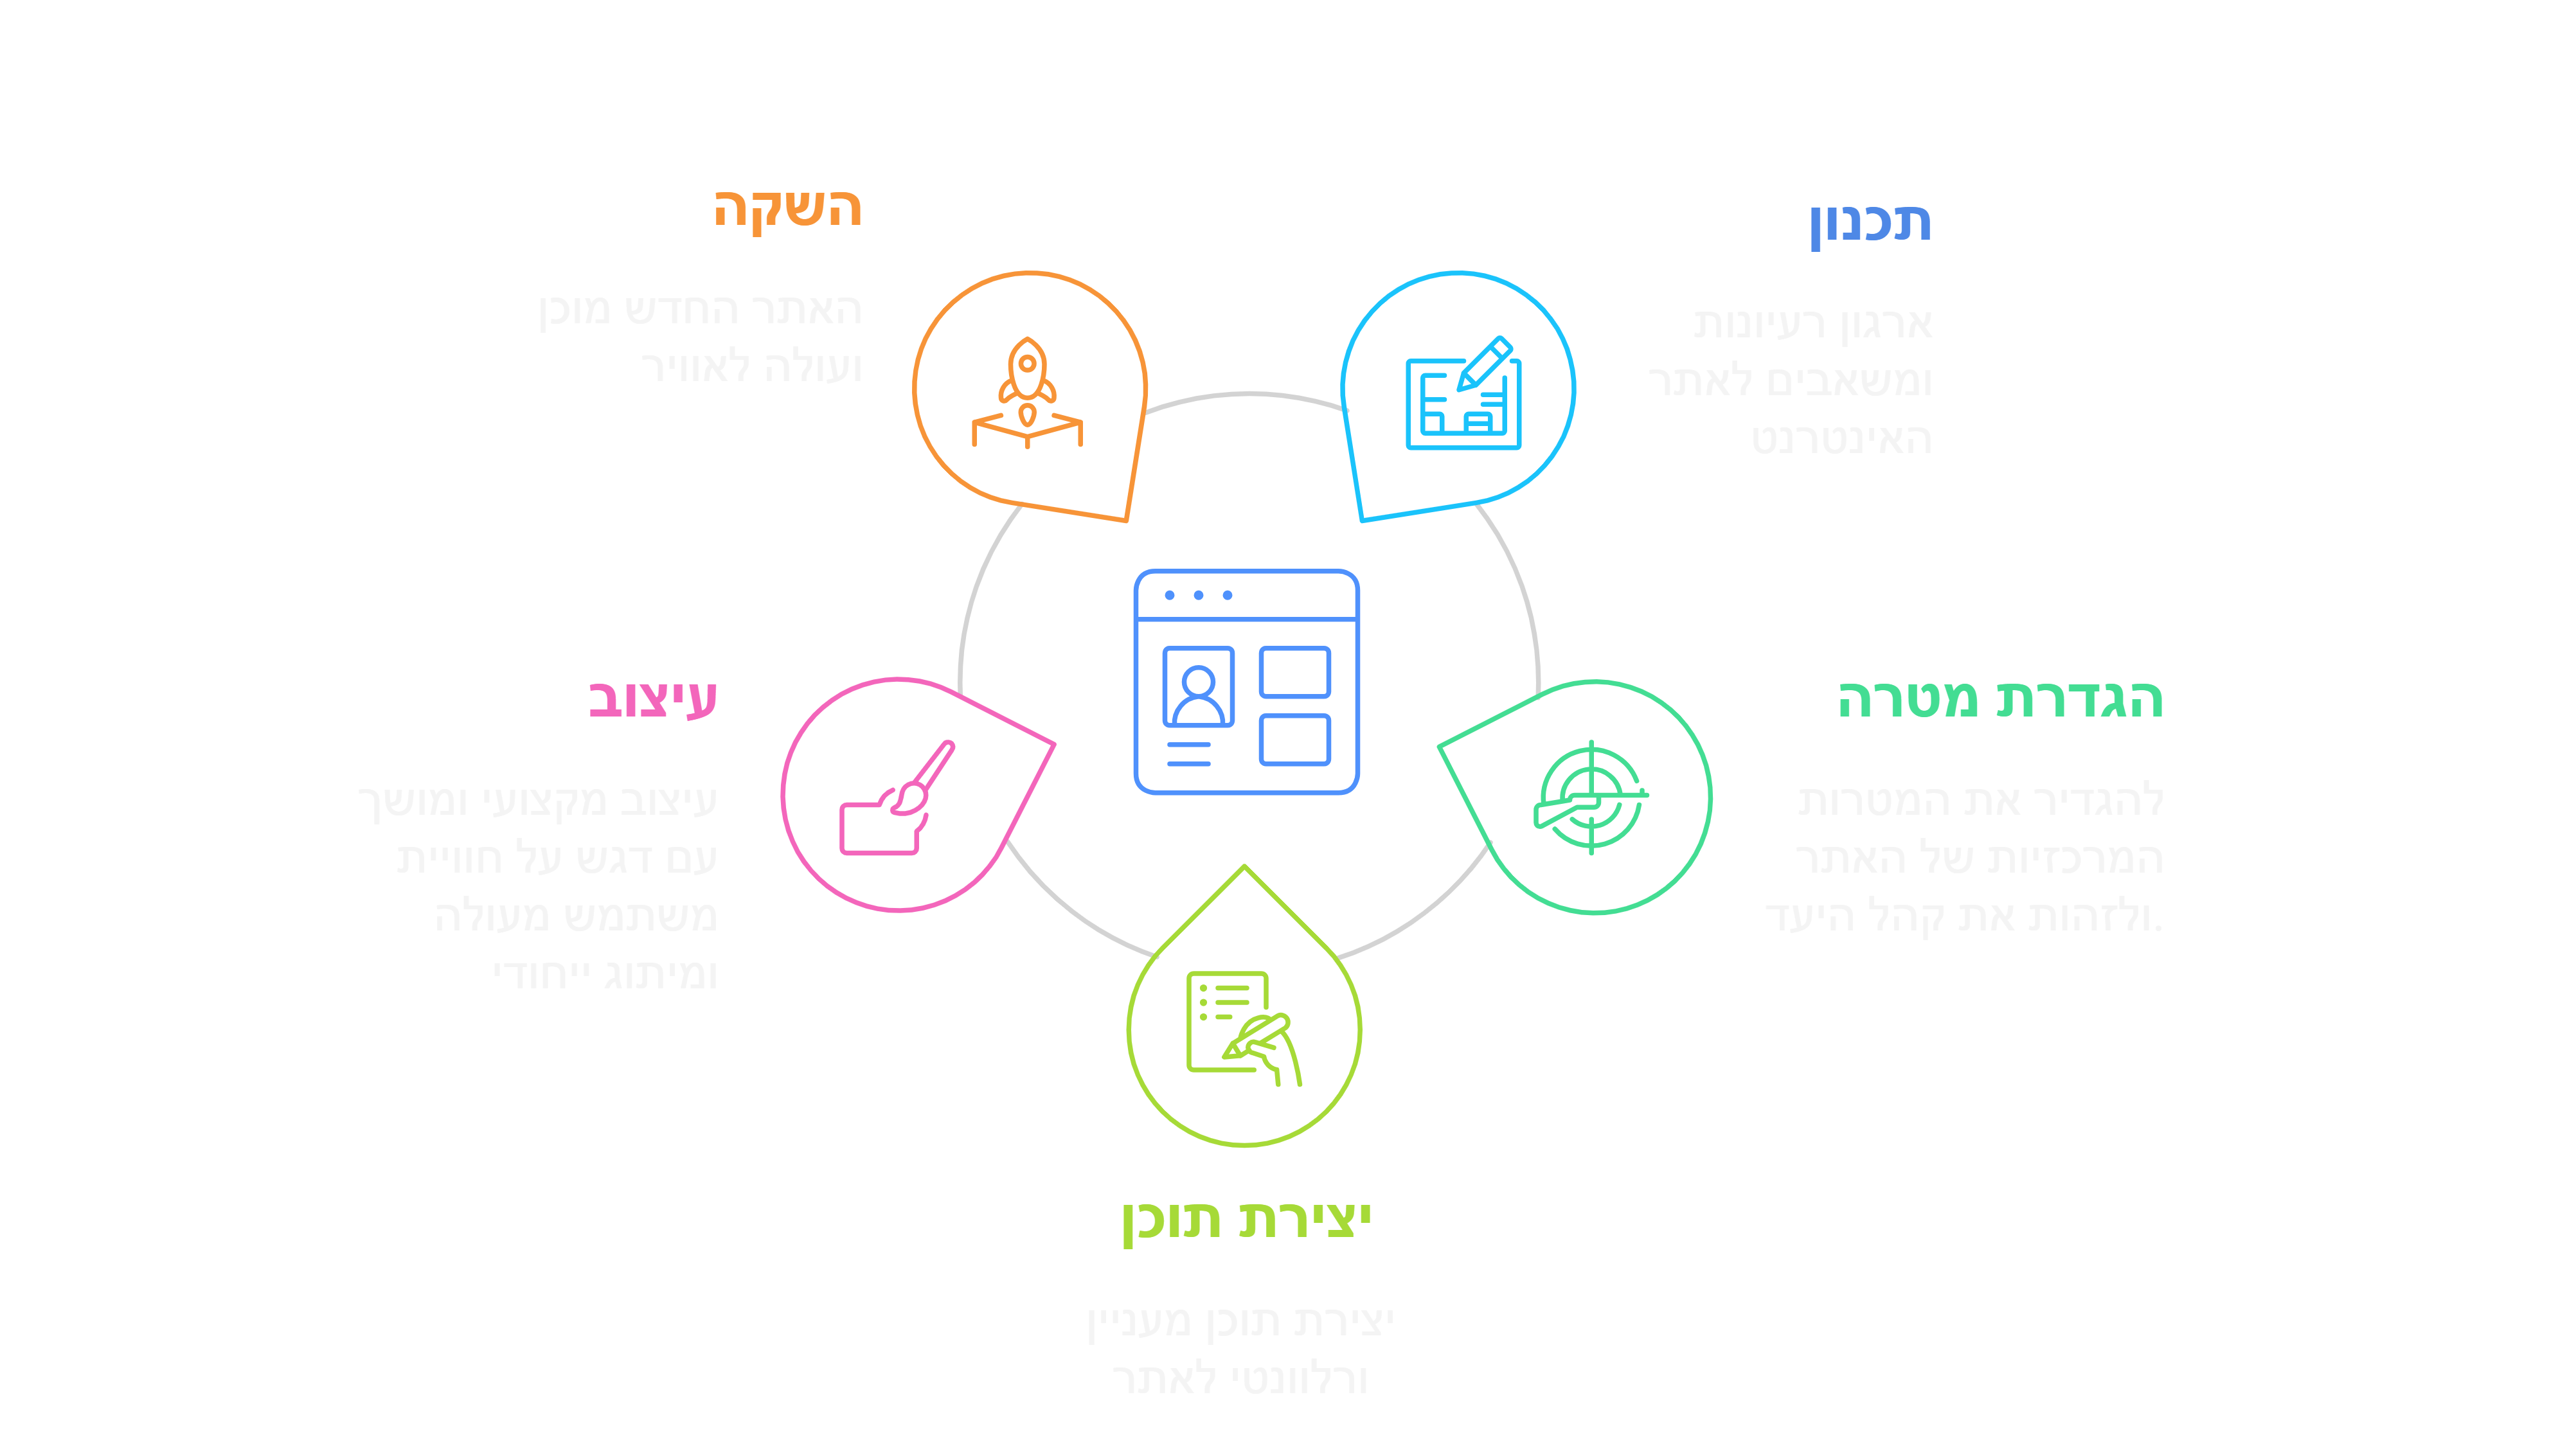 תכנון
ארגון רעיונות
ומשאבים לאתר
האינטרנט
הגדרת מטרה
להגדיר את המטרות
המרכזיות של האתר
ולזהות את קהל היעד.
יצירת תוכן
יצירת תוכן מעניין
ורלוונטי לאתר
עיצוב
עיצוב מקצועי ומושך
עם דגש על חוויית
משתמש מעולה
ומיתוג ייחודי
השקה
האתר החדש מוכן
ועולה לאוויר